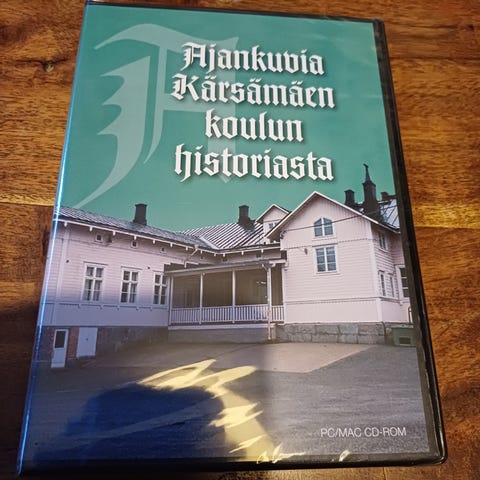 Ajankuvia
Kärsämäen
koulun
historiasta
PC/MAC CD-ROM